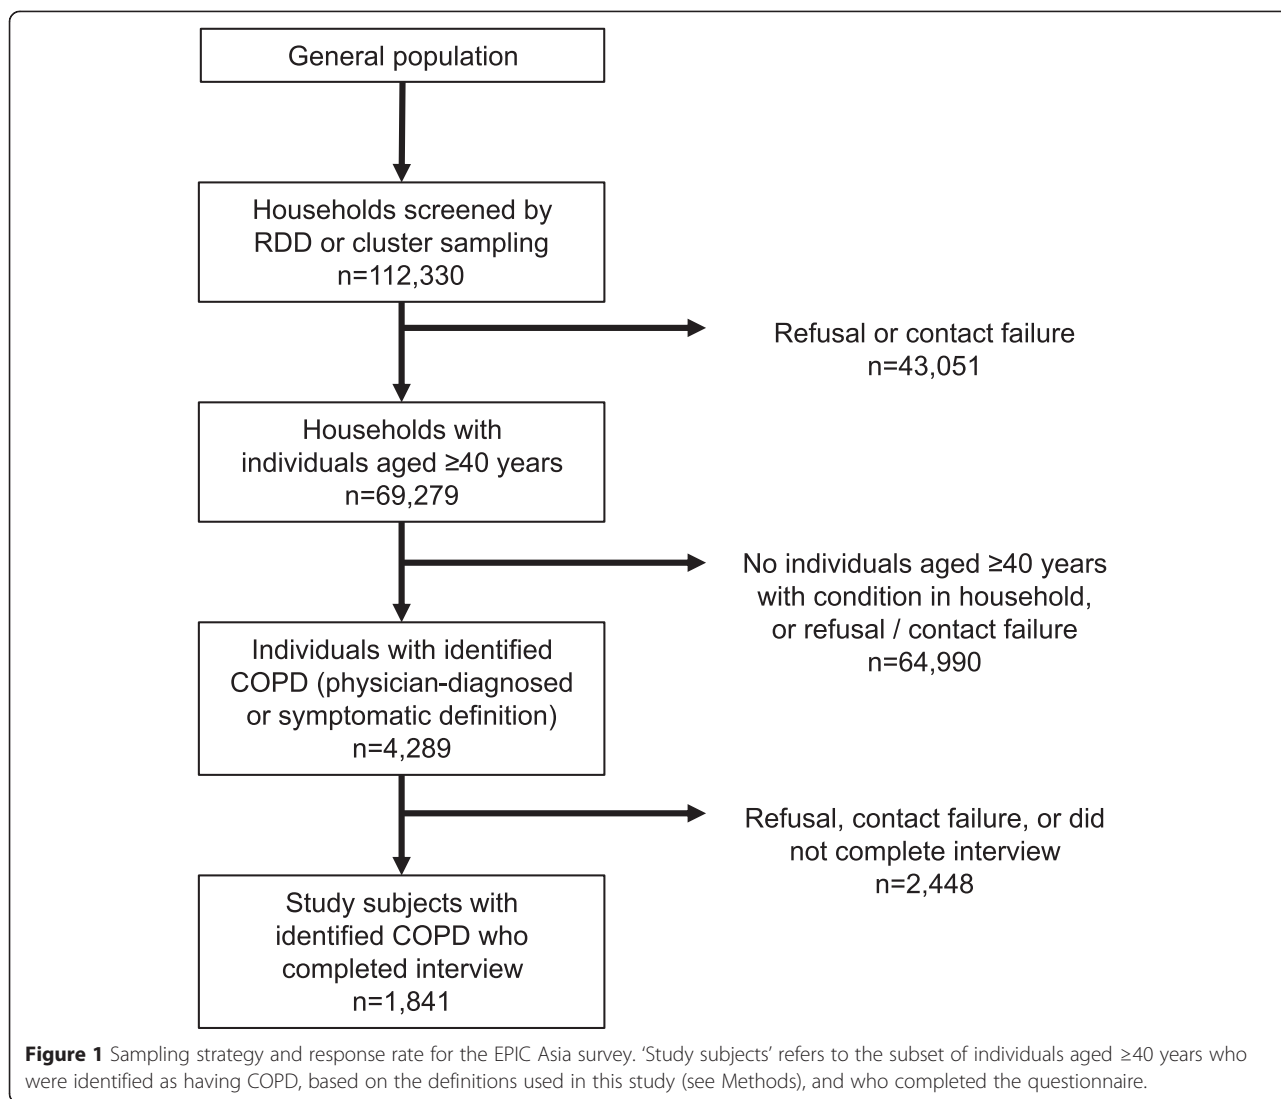 General population
Households screened by
RDD or cluster sampling
n=112,330
Refusal or contact failure
n=43,051
Households with
individuals aged ≥40 years
n=69,279
No individuals aged ≥40 years
with condition in household,
or refusal / contact failure
n=64,990
Individuals with identified
COPD (physician-diagnosed
or symptomatic definition)
n=4,289
Refusal, contact failure, or did
not complete interview
n=2,448
Study subjects with
identified COPD who
completed interview
n=1,841
Figure 1 Sampling strategy and response rate for the EPIC Asia survey. ‘Study subjects’ refers to the subset of individuals aged ≥40 years who
were identified as having COPD, based on the definitions used in this study (see Methods), and who completed the questionnaire.